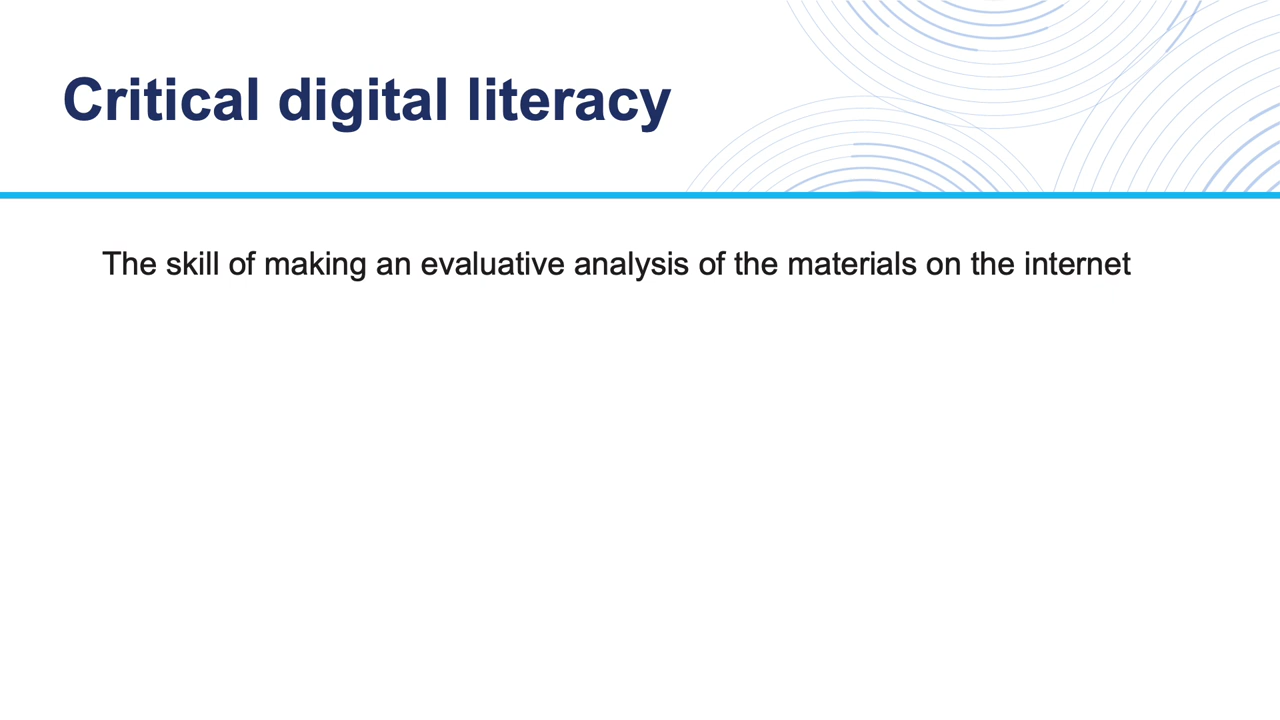 Critical digital literacy
The skill of making an evaluative analysis of the materials on the internet